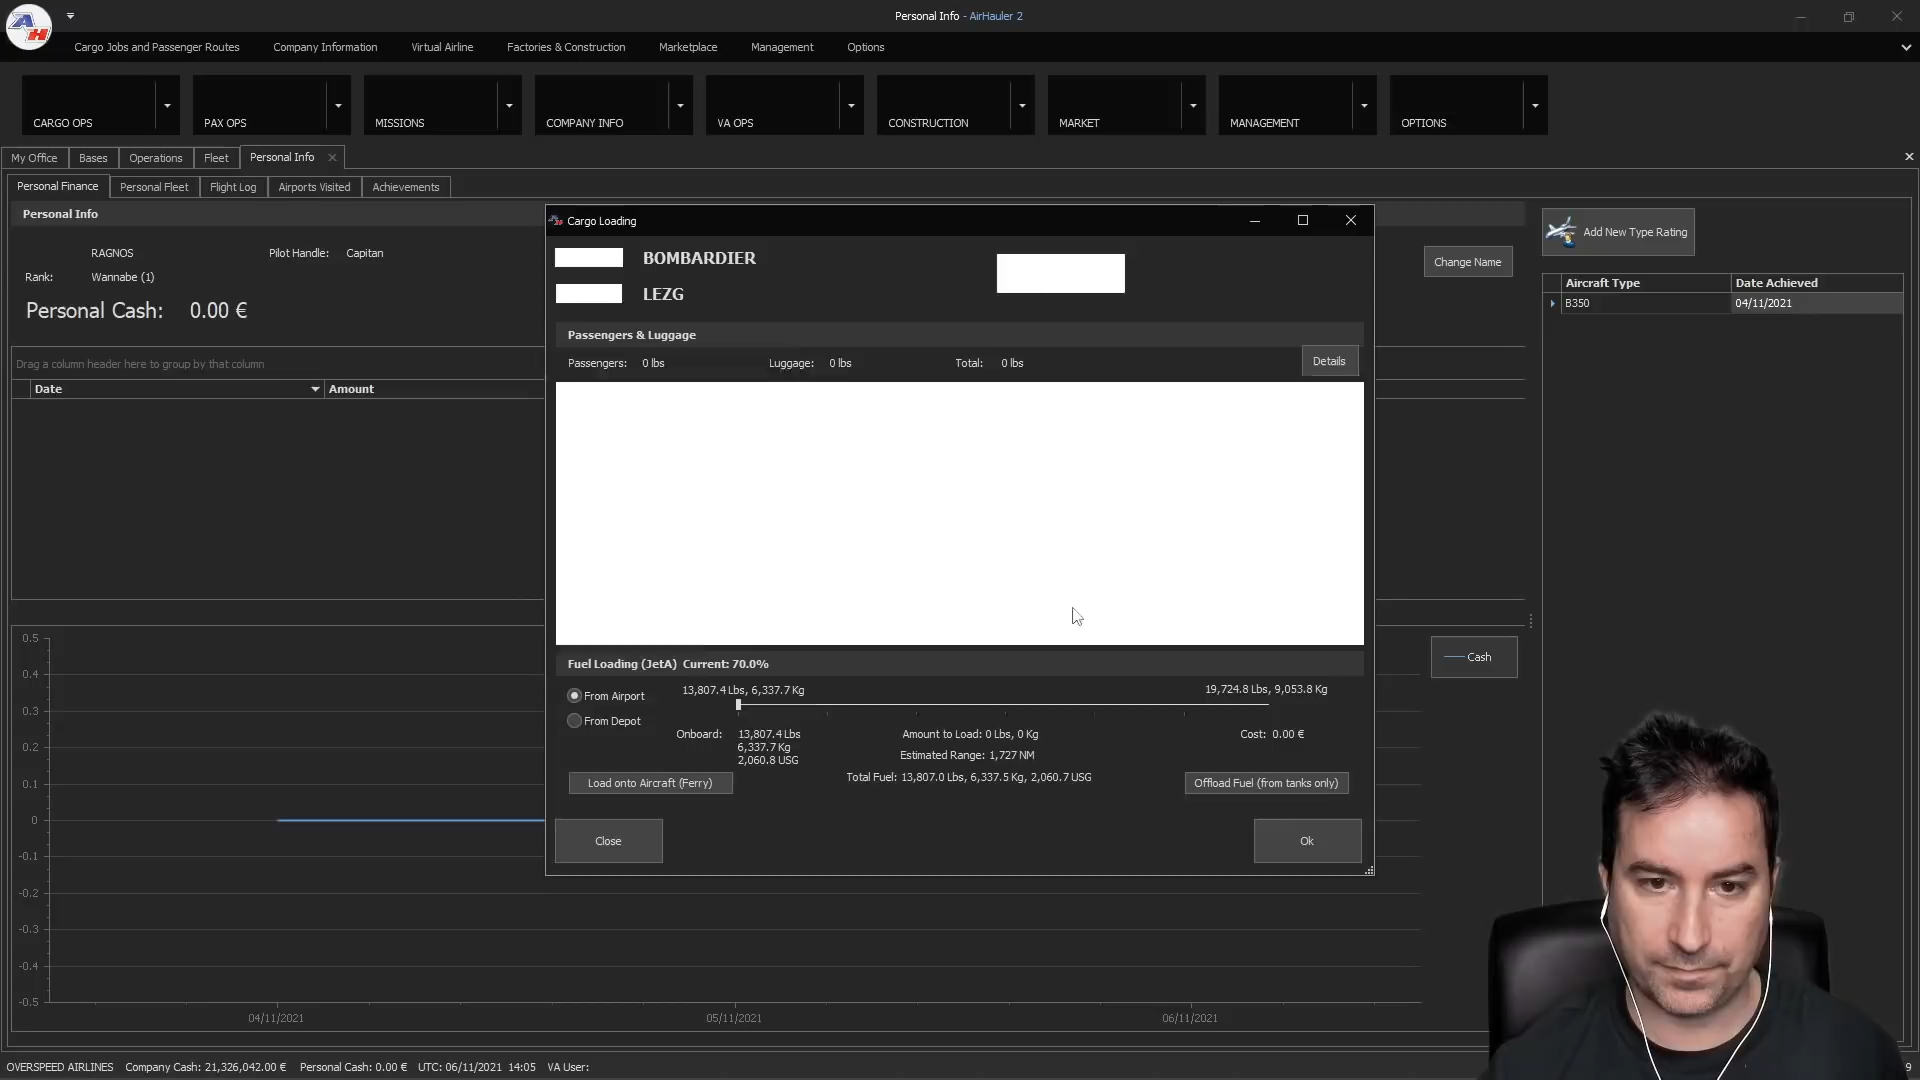 Personal Info - AirHauler 2
Cargo Jobs and Passenger Routes Company Information Virtual Airline Factories & Construction Marketplace Management Options
CARGO OPS PAX OPS MISSIONS COMPANY INFO VA OPS CONSTRUCTION MARKET MANAGEMENT OPTIONS
My Office Bases Operations Fleet Personal Info
Personal Finance Personal Fleet Flight Log Airports Visited Achievements
Personal Info
RAGNOS Pilot Handle: Capitan
Rank: Wannabe (1)
Personal Cash: 0.00 €
Change Name
Add New Type Rating
Aircraft Type Date Achieved
B350 04/11/2021
Drag a column header here to group by that column
Date Amount
Cargo Loading
BOMBARDIER
LEZG
Passengers & Luggage
Passengers: 0 lbs Luggage: 0 lbs Total: 0 lbs Details
Fuel Loading (JetA) Current: 70.0%
From Airport 13,807.4 Lbs, 6,337.7 Kg 19,724.8 Lbs, 9,053.8 Kg
From Depot
Onboard: 13,807.4 Lbs Amount to Load: 0 Lbs, 0 Kg Cost: 0.00 €
6,337.7 Kg Estimated Range: 1,727 NM
2,060.8 USG
Total Fuel: 13,807.0 Lbs, 6,337.5 Kg, 2,060.7 USG
Load onto Aircraft (Ferry) Offload Fuel (from tanks only)
Close Ok
Cash
0.5
0.4
0.3
0.2
0.1
0
-0.1
-0.2
-0.3
-0.4
-0.5
04/11/2021 05/11/2021 06/11/2021
OVERSPEED AIRLINES Company Cash: 21,326,042.00 € Personal Cash: 0.00 € UTC: 06/11/2021 14:05 VA User:
9